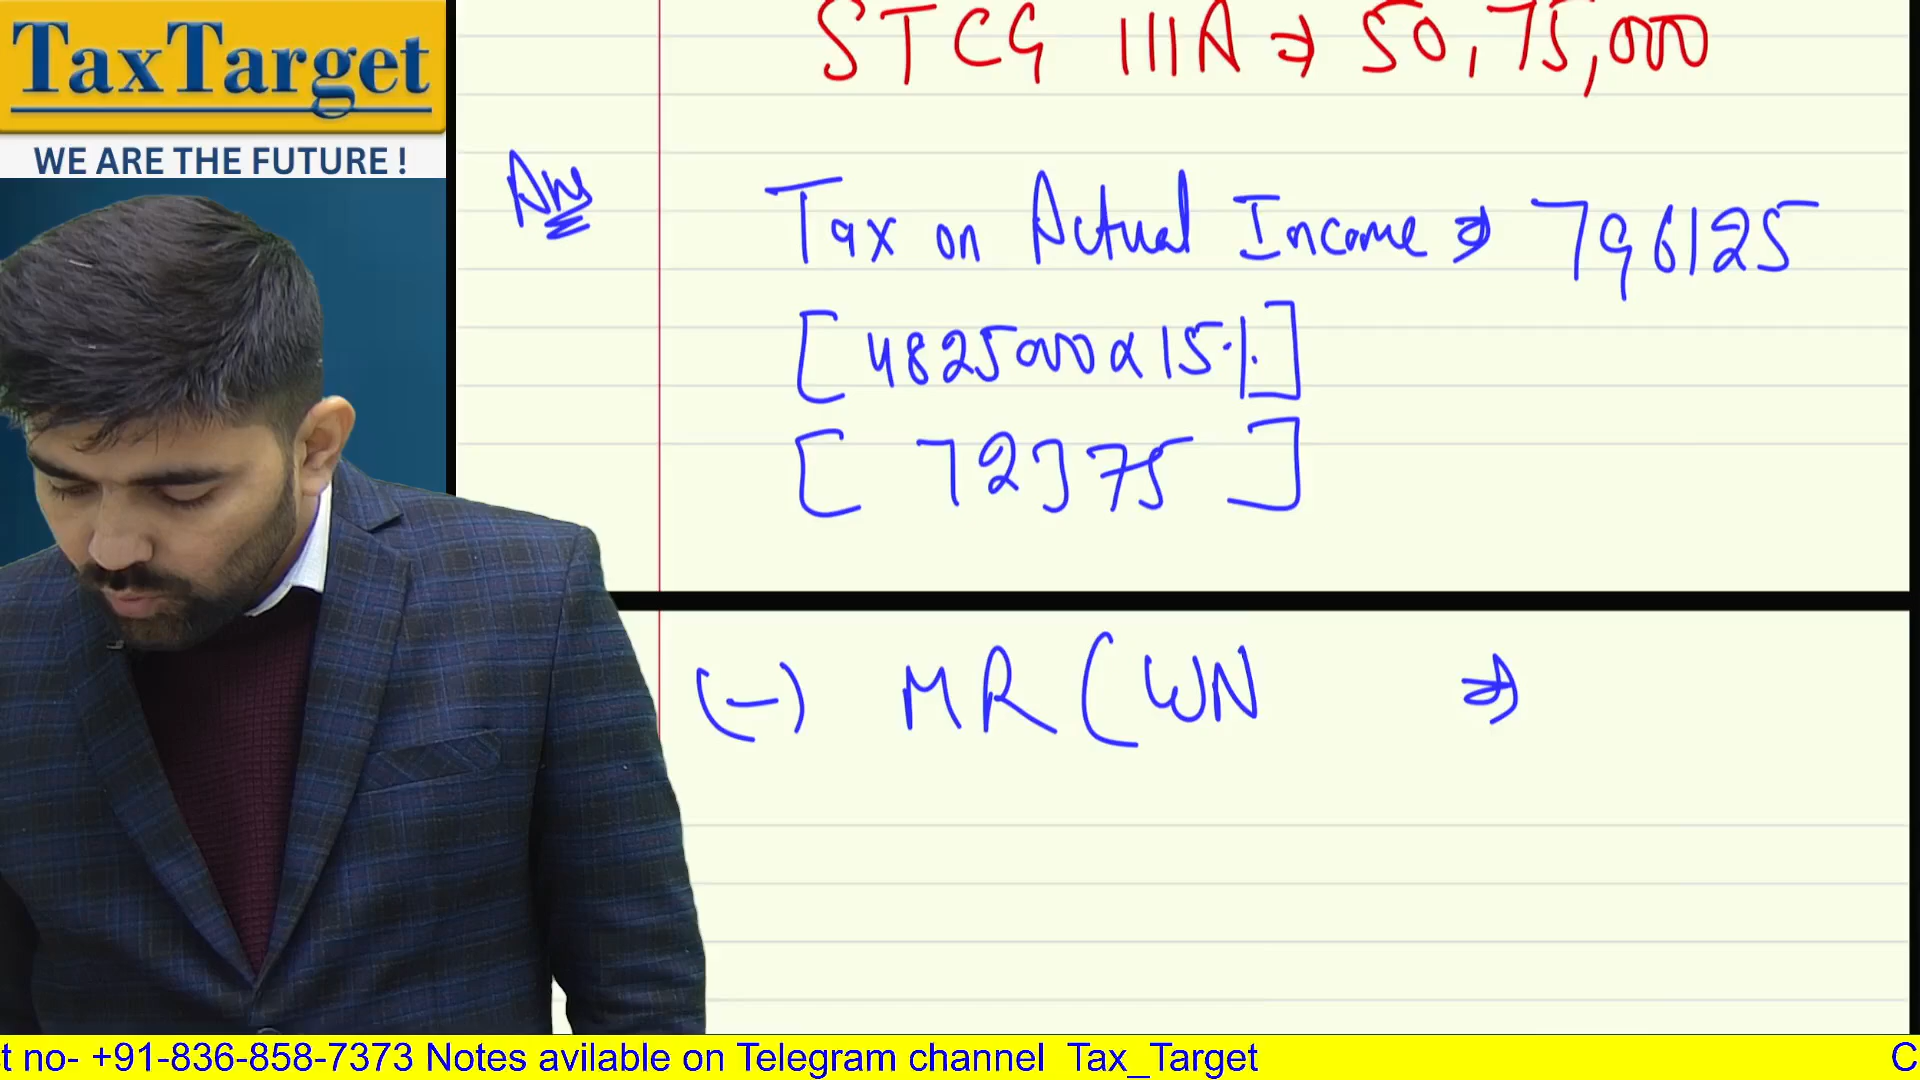 TaxTarget
WE ARE THE FUTURE !
STCG 111A ⇒ 50,75,000
Ans
Tax on Actual Income ⇒ 796125
[ 4825000 x 15% ]
[ 72375 ]
(-) MR ( WN ⇒
t no- +91-836-858-7373 Notes avilable on Telegram channel Tax_Target
C